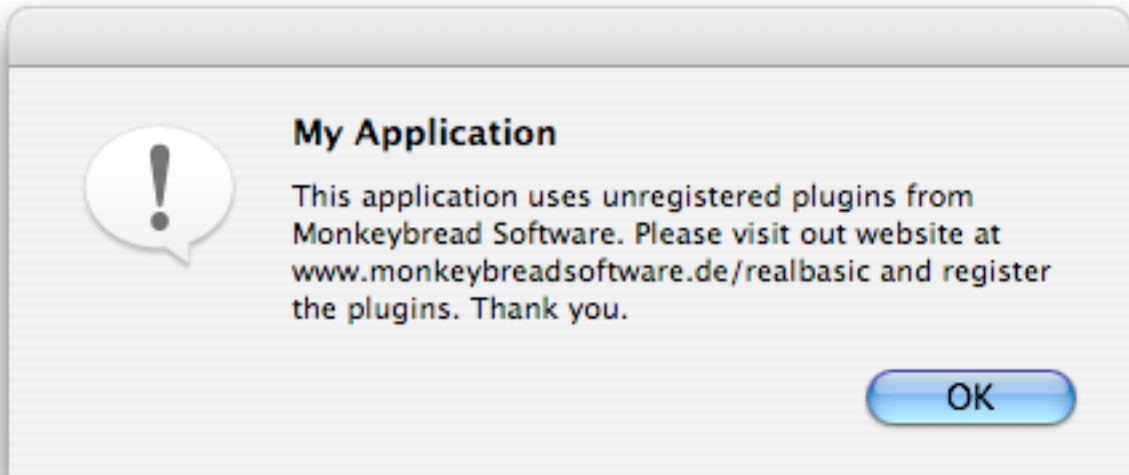 My Application
This application uses unregistered plugins from
Monkeybread Software. Please visit out website at
www.monkeybreadsoftware.de/realbasic and register
the plugins. Thank you.
OK